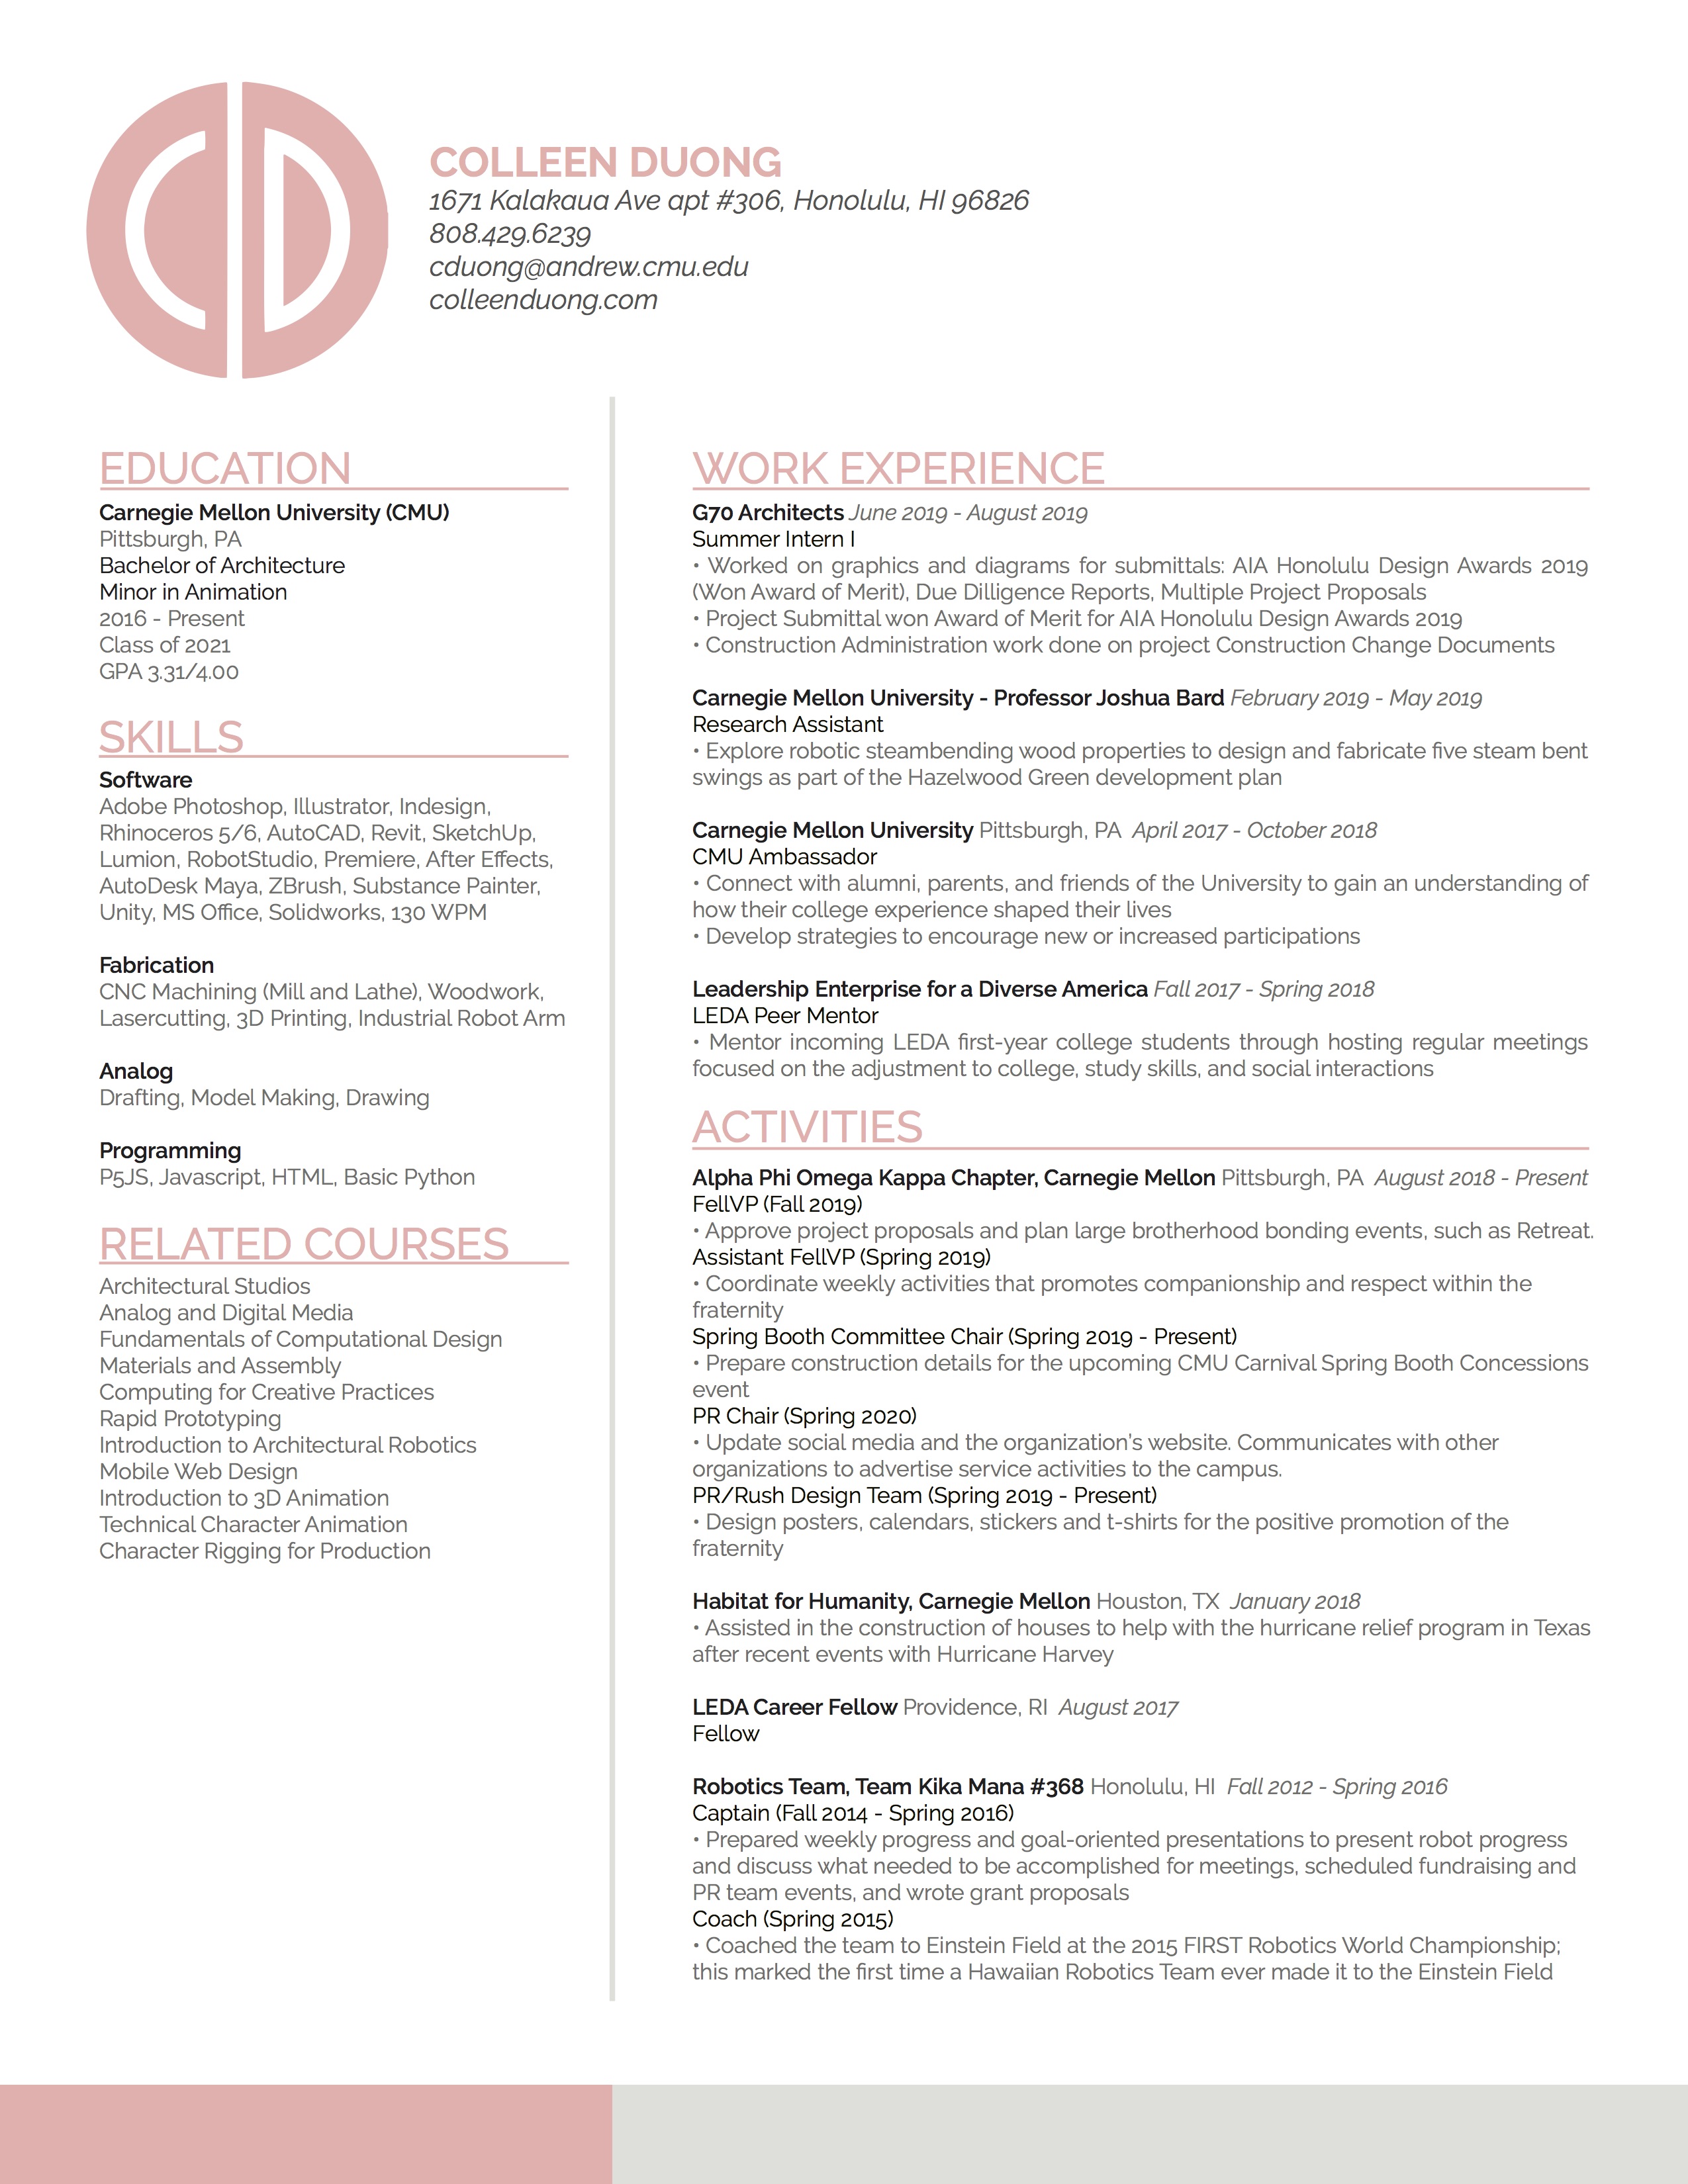 CD
COLLEEN DUONG
1671 Kalakaua Ave apt #306, Honolulu, HI 96826
808.429.6239
cduong@andrew.cmu.edu
colleenduong.com
EDUCATION
Carnegie Mellon University (CMU)
Pittsburgh, PA
Bachelor of Architecture
Minor in Animation
2016 - Present
Class of 2021
GPA 3.31/4.00
SKILLS
Software
Adobe Photoshop, Illustrator, Indesign,
Rhinoceros 5/6, AutoCAD, Revit, SketchUp,
Lumion, RobotStudio, Premiere, After Effects,
AutoDesk Maya, ZBrush, Substance Painter,
Unity, MS Office, Solidworks, 130 WPM
Fabrication
CNC Machining (Mill and Lathe), Woodwork,
Lasercutting, 3D Printing, Industrial Robot Arm
Analog
Drafting, Model Making, Drawing
Programming
P5JS, Javascript, HTML, Basic Python
RELATED COURSES
Architectural Studios
Analog and Digital Media
Fundamentals of Computational Design
Materials and Assembly
Computing for Creative Practices
Rapid Prototyping
Introduction to Architectural Robotics
Mobile Web Design
Introduction to 3D Animation
Technical Character Animation
Character Rigging for Production
WORK EXPERIENCE
G70 Architects June 2019 - August 2019
Summer Intern I
• Worked on graphics and diagrams for submittals: AIA Honolulu Design Awards 2019
(Won Award of Merit), Due Dilligence Reports, Multiple Project Proposals
• Project Submittal won Award of Merit for AIA Honolulu Design Awards 2019
• Construction Administration work done on project Construction Change Documents
Carnegie Mellon University - Professor Joshua Bard February 2019 - May 2019
Research Assistant
• Explore robotic steambending wood properties to design and fabricate five steam bent
swings as part of the Hazelwood Green development plan
Carnegie Mellon University Pittsburgh, PA April 2017 - October 2018
CMU Ambassador
• Connect with alumni, parents, and friends of the University to gain an understanding of
how their college experience shaped their lives
• Develop strategies to encourage new or increased participations
Leadership Enterprise for a Diverse America Fall 2017 - Spring 2018
LEDA Peer Mentor
• Mentor incoming LEDA first-year college students through hosting regular meetings
focused on the adjustment to college, study skills, and social interactions
ACTIVITIES
Alpha Phi Omega Kappa Chapter, Carnegie Mellon Pittsburgh, PA August 2018 - Present
FellVP (Fall 2019)
• Approve project proposals and plan large brotherhood bonding events, such as Retreat.
Assistant FellVP (Spring 2019)
• Coordinate weekly activities that promotes companionship and respect within the
fraternity
Spring Booth Committee Chair (Spring 2019 - Present)
• Prepare construction details for the upcoming CMU Carnival Spring Booth Concessions
event
PR Chair (Spring 2020)
• Update social media and the organization's website. Communicates with other
organizations to advertise service activities to the campus.
PR/Rush Design Team (Spring 2019 - Present)
• Design posters, calendars, stickers and t-shirts for the positive promotion of the
fraternity
Habitat for Humanity, Carnegie Mellon Houston, TX January 2018
• Assisted in the construction of houses to help with the hurricane relief program in Texas
after recent events with Hurricane Harvey
LEDA Career Fellow Providence, RI August 2017
Fellow
Robotics Team, Team Kika Mana #368 Honolulu, HI Fall 2012 - Spring 2016
Captain (Fall 2014 - Spring 2016)
• Prepared weekly progress and goal-oriented presentations to present robot progress
and discuss what needed to be accomplished for meetings, scheduled fundraising and
PR team events, and wrote grant proposals
Coach (Spring 2015)
• Coached the team to Einstein Field at the 2015 FIRST Robotics World Championship;
this marked the first time a Hawaiian Robotics Team ever made it to the Einstein Field